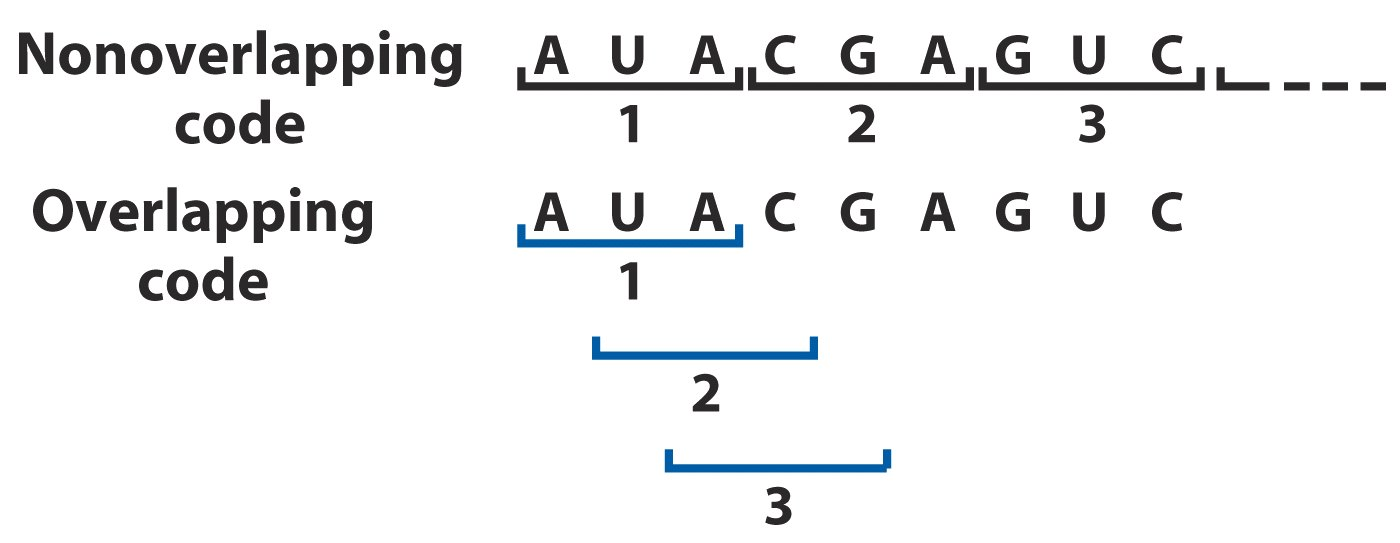 Nonoverlapping code
A U A C G A G U C
1 2 3
Overlapping code
A U A C G A G U C
1
2
3